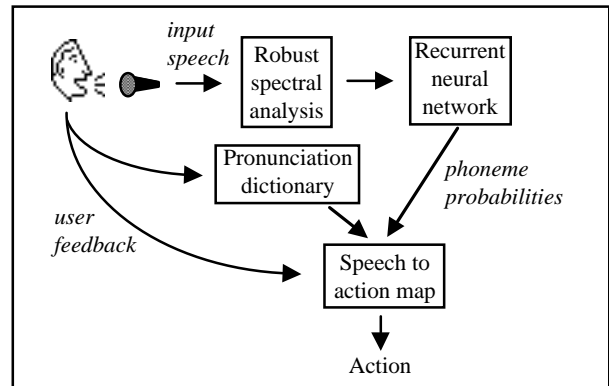 input
speech
Robust
spectral
analysis
Recurrent
neural
network
Pronunciation
dictionary
phoneme
probabilities
user
feedback
Speech to
action map
Action